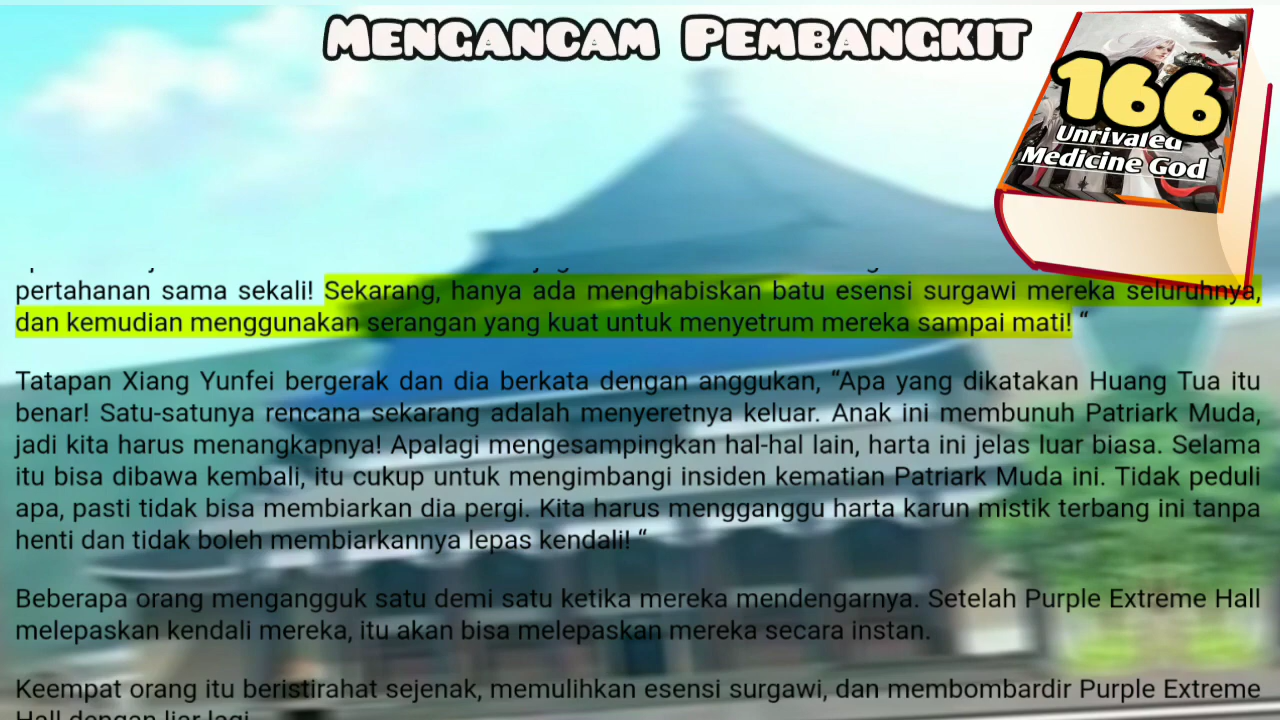 MENGANCAM PEMBANGKIT
166
Unrivaled
Medicine God
pertahanan sama sekali! Sekarang, hanya ada menghabiskan batu esensi surgawi mereka seluruhnya,
dan kemudian menggunakan serangan yang kuat untuk menyetrum mereka sampai mati! “
Tatapan Xiang Yunfei bergerak dan dia berkata dengan anggukan, “Apa yang dikatakan Huang Tua itu
benar! Satu-satunya rencana sekarang adalah menyeretnya keluar. Anak ini membunuh Patriark Muda,
jadi kita harus menangkapnya! Apalagi mengesampingkan hal-hal lain, harta ini jelas luar biasa. Selama
itu bisa dibawa kembali, itu cukup untuk mengimbangi insiden kematian Patriark Muda ini. Tidak peduli
apa, pasti tidak bisa membiarkan dia pergi. Kita harus mengganggu harta karun mistik terbang ini tanpa
henti dan tidak boleh membiarkannya lepas kendali! “
Beberapa orang mengangguk satu demi satu ketika mereka mendengarnya. Setelah Purple Extreme Hall
melepaskan kendali mereka, itu akan bisa melepaskan mereka secara instan.
Keempat orang itu beristirahat sejenak, memulihkan esensi surgawi, dan membombardir Purple Extreme
Hall dengan liar lagi